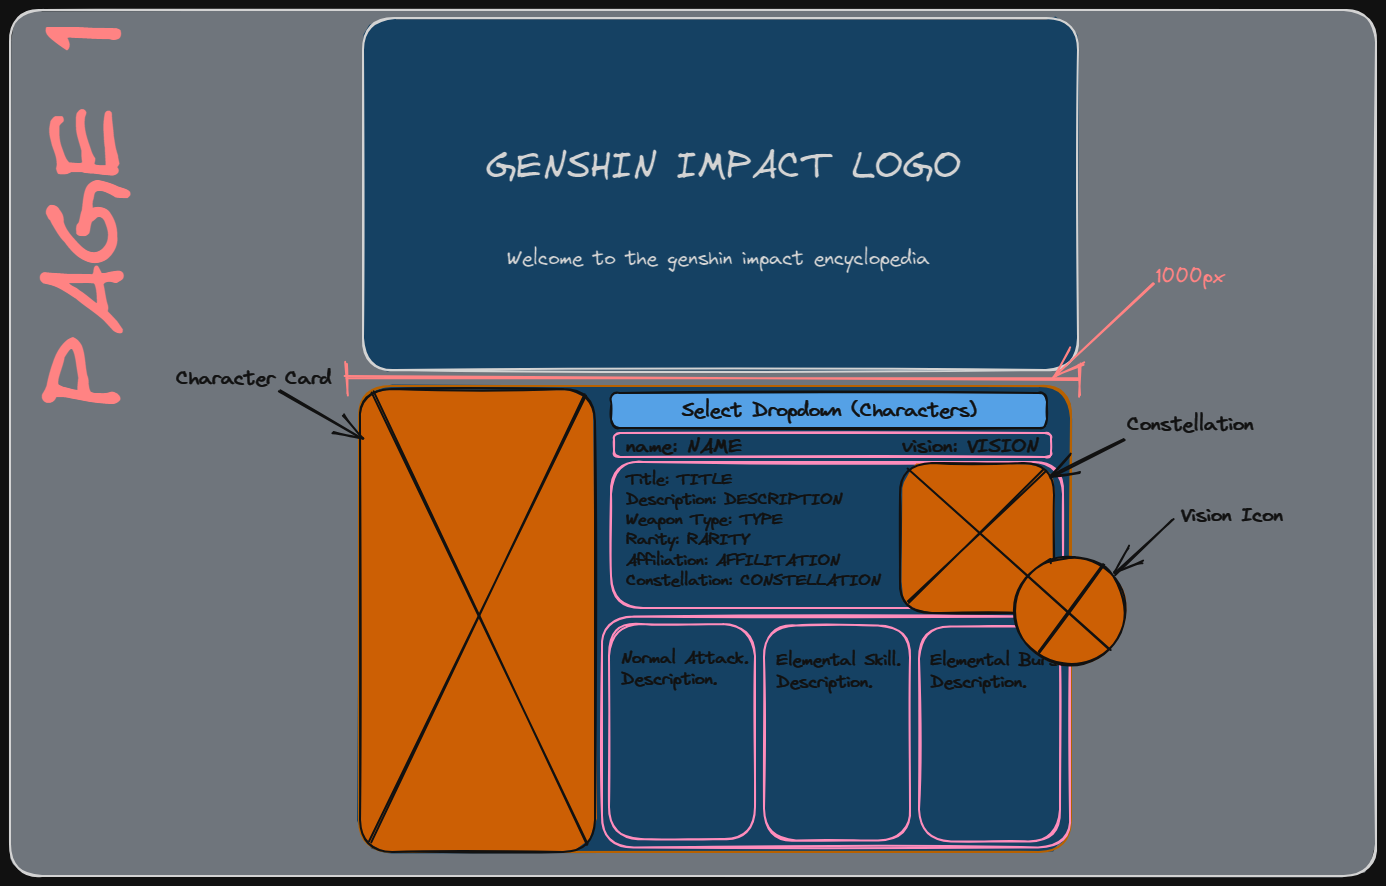 PAGE 1
GENSHIN IMPACT LOGO
Welcome to the genshin impact encyclopedia
1000px
Character Card
Select Dropdown (Characters)
Constellation
name: NAME
vision: VISION
Title: TITLE
Description: DESCRIPTION
Weapon Type: TYPE
Rarity: RARITY
Affiliation: AFFILITATION
Constellation: CONSTELLATION
Vision Icon
Normal Attack.
Description.
Elemental Skill.
Description.
Elemental Burs
Description.